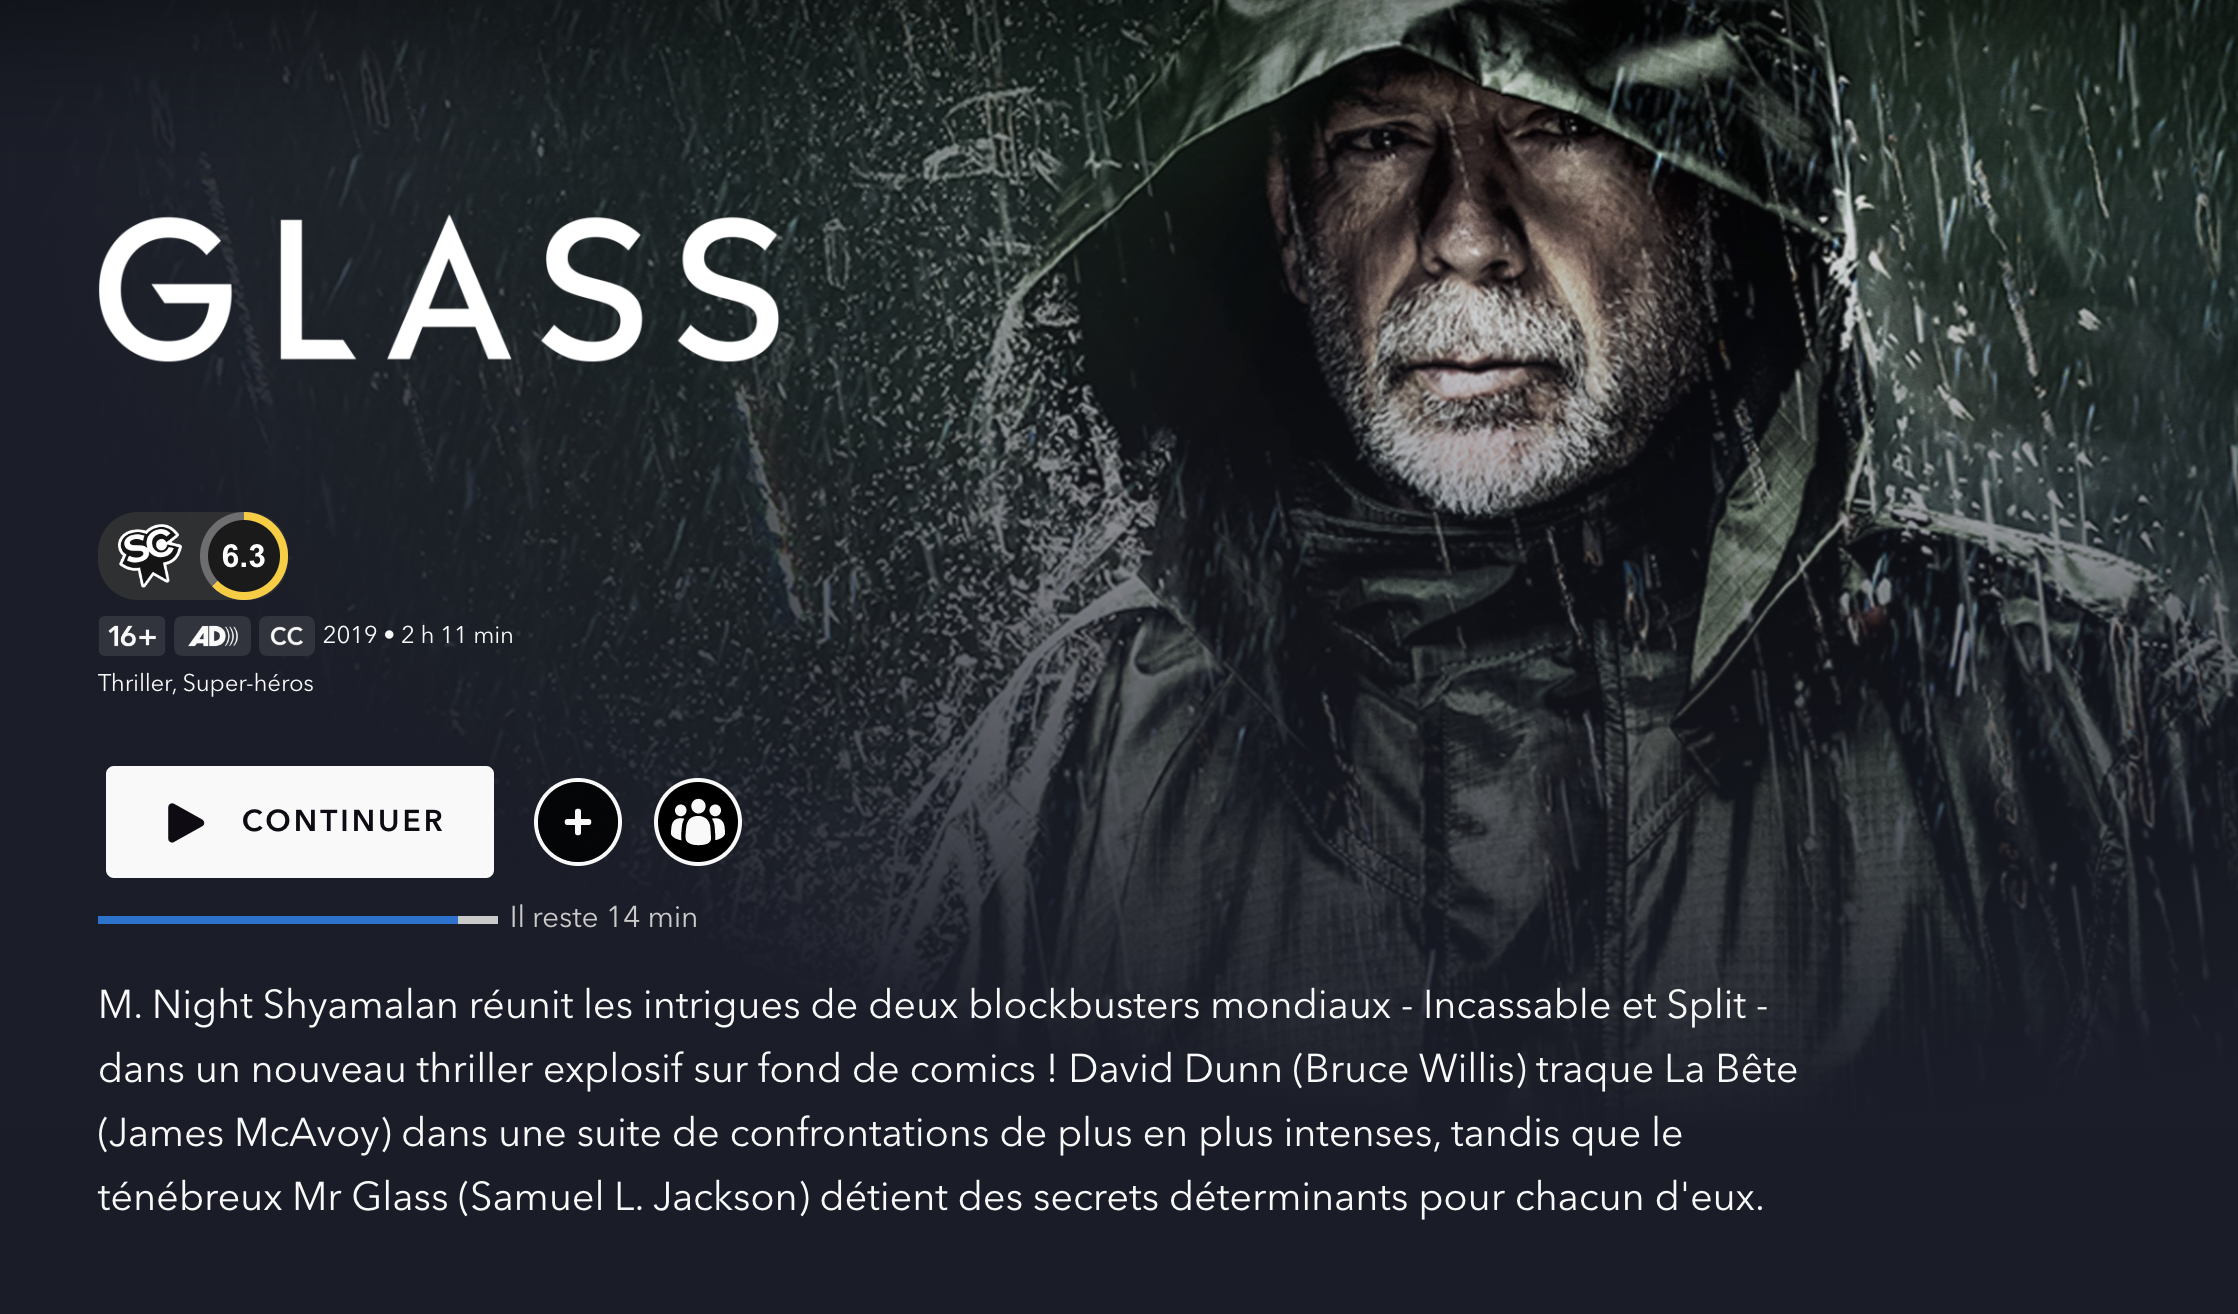 GLASS
SC 6.3
16+ AD CC 2019 • 2 h 11 min
Thriller, Super-héros
CONTINUER
Il reste 14 min
M. Night Shyamalan réunit les intrigues de deux blockbusters mondiaux - Incassable et Split -
dans un nouveau thriller explosif sur fond de comics ! David Dunn (Bruce Willis) traque La Bête
(James McAvoy) dans une suite de confrontations de plus en plus intenses, tandis que le
ténébreux Mr Glass (Samuel L. Jackson) détient des secrets déterminants pour chacun d'eux.